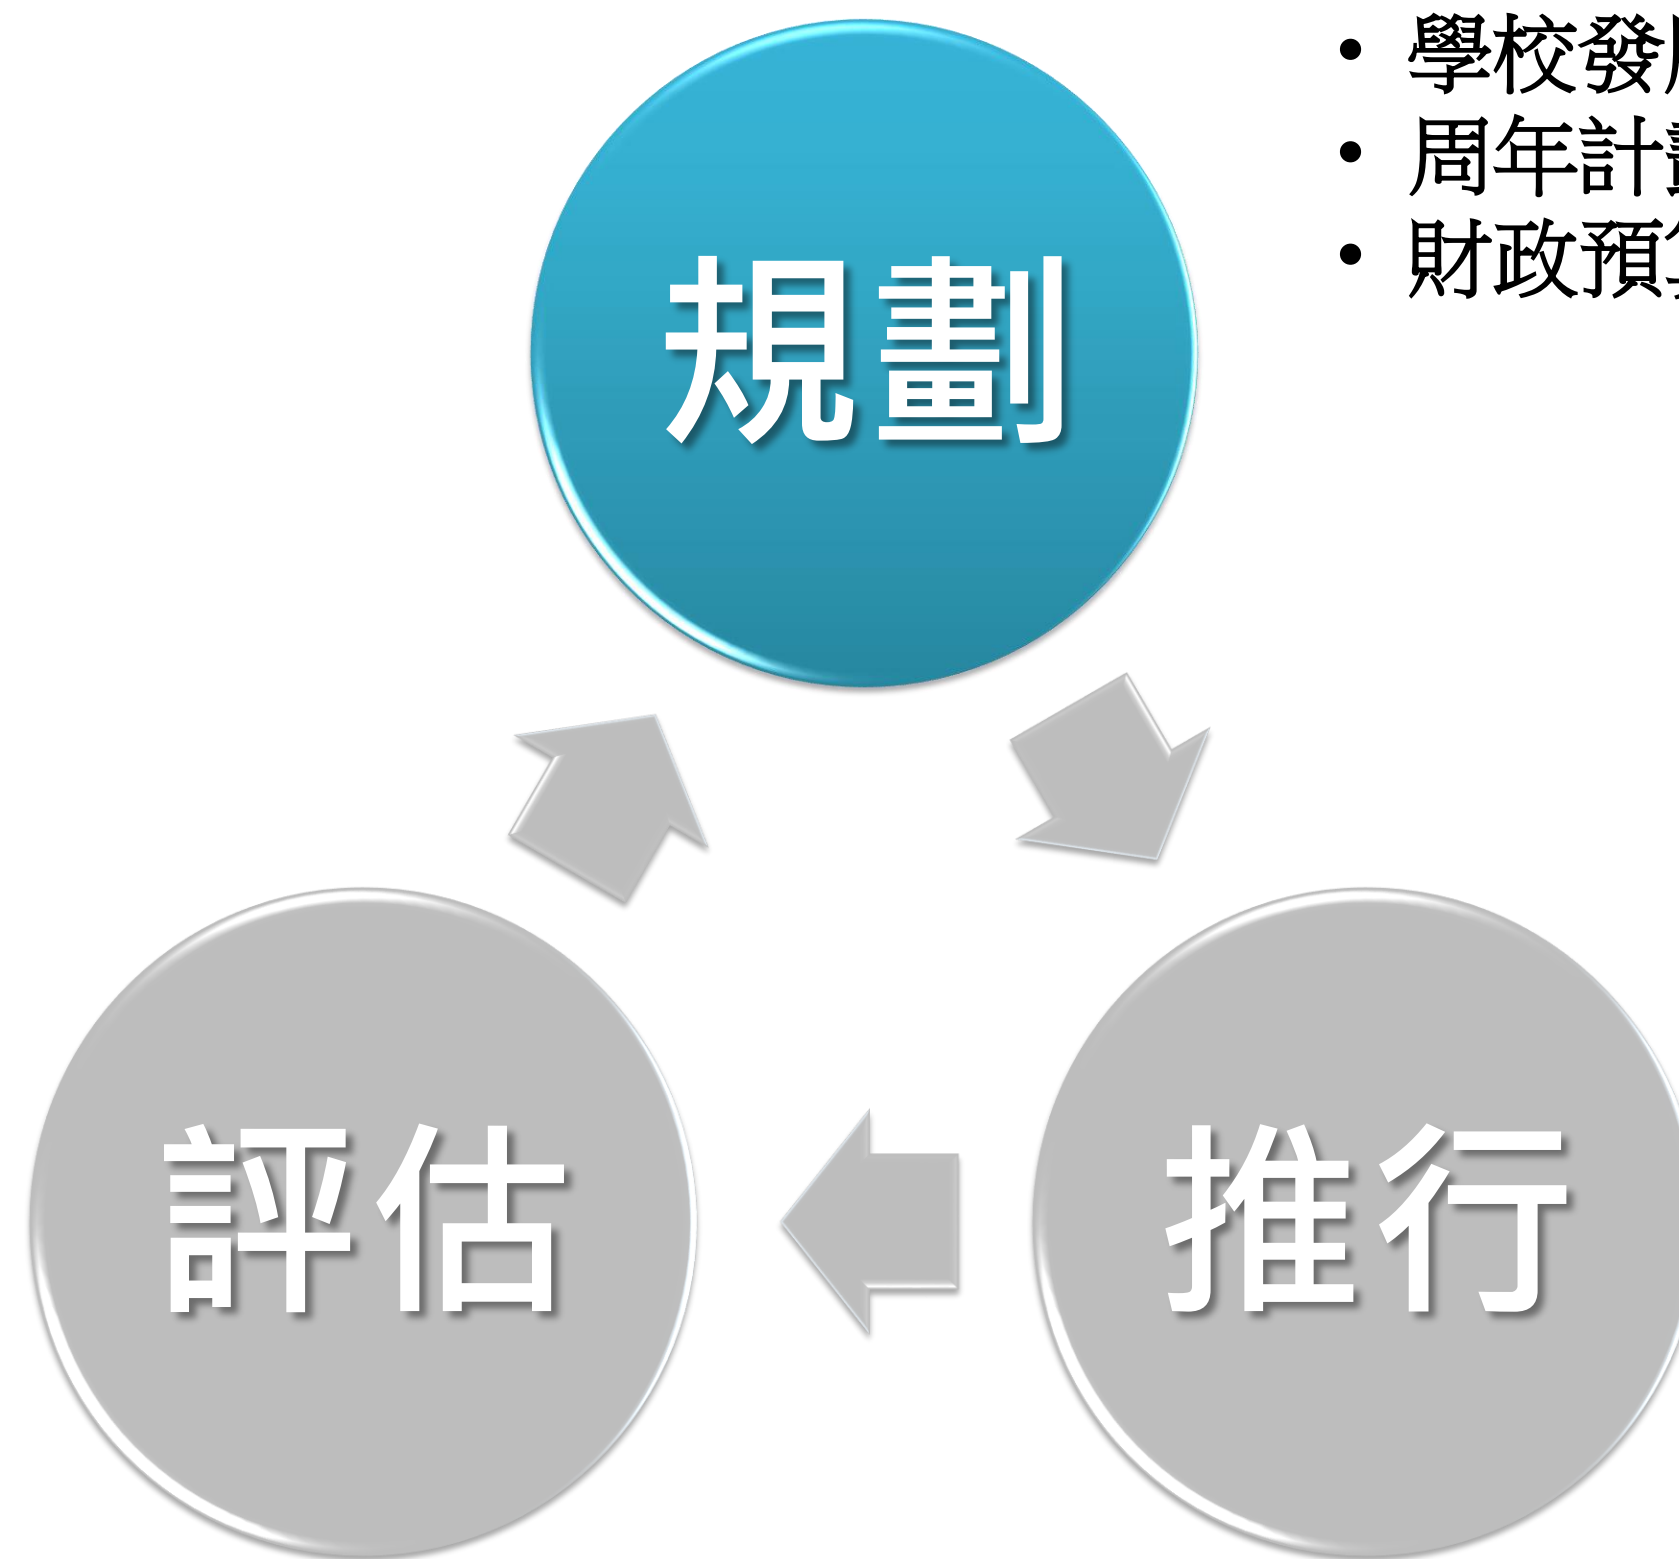 • 學校發
• 周年計
• 財政預
規劃
評估
推行